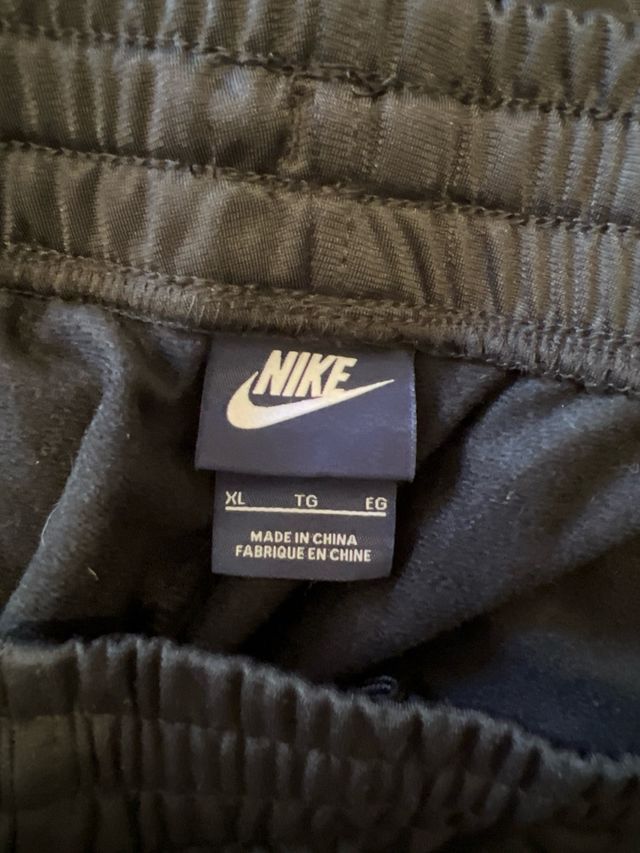 NIKE
XL TG EG
MADE IN CHINA
FABRIQUE EN CHINE